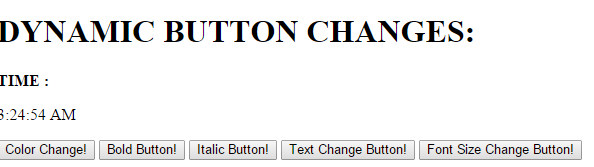 DYNAMIC BUTTON CHANGES:
TIME :
3:24:54 AM
Color Change! Bold Button! Italic Button! Text Change Button! Font Size Change Button!